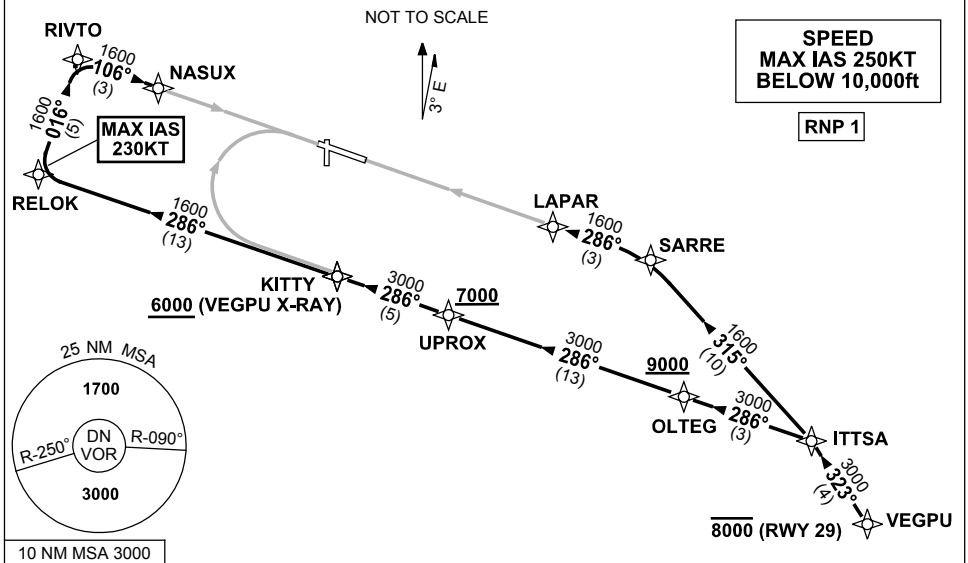 NOT TO SCALE
3° E
SPEED
MAX IAS 250KT
BELOW 10,000ft
RNP 1
RIVTO
1600
106°
(3)
NASUX
1600
016°
(5)
MAX IAS
230KT
RELOK
1600
286°
(13)
LAPAR
1600
286°
(3)
SARRE
KITTY
6000 (VEGPU X-RAY)
3000
286°
(5)
7000
UPROX
3000
286°
(13)
1600
315°
(10)
9000
OLTEG
3000
286°
(3)
ITTSA
3000
323°
(4)
8000 (RWY 29)
VEGPU
25 NM MSA
1700
R-250°
DN
VOR
R-090°
3000
10 NM MSA 3000